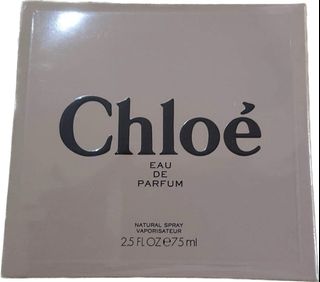 Chloé
EAU
DE
PARFUM
NATURAL SPRAY
VAPORISATEUR
2.5 FL OZ e 75 ml